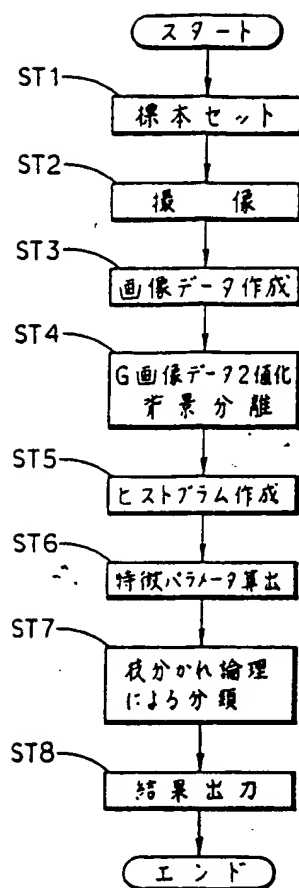 スタート
ST1
標本セット
ST2
撮像
ST3
画像データ作成
ST4
G画像データ2値化
背景分離
ST5
ヒストグラム作成
ST6
特徴パラメータ算出
ST7
枝分かれ論理
による分類
ST8
結果出力
エンド